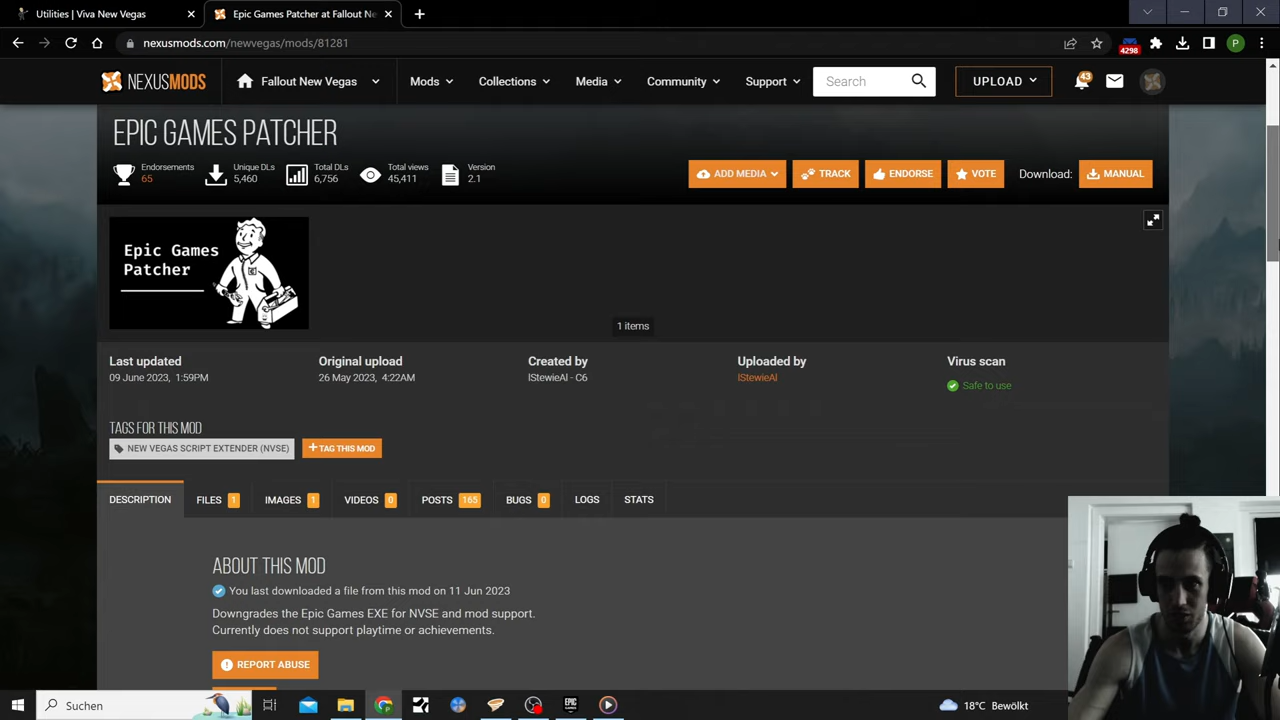 Utilities | Viva New Vegas
Epic Games Patcher at Fallout Ne
nexusmods.com/newvegas/mods/81281
4298
P
NEXUSMODS
Fallout New Vegas
Mods
Collections
Media
Community
Support
Search
UPLOAD
43
EPIC GAMES PATCHER
Endorsements
65
Unique DLs
5,460
Total DLs
6,756
Total views
45,411
Version
2.1
ADD MEDIA
TRACK
ENDORSE
VOTE
Download:
MANUAL
Epic Games
Patcher
1 items
Last updated
09 June 2023, 1:59PM
Original upload
26 May 2023, 4:22AM
Created by
lStewieAl - C6
Uploaded by
lStewieAl
Virus scan
Safe to use
TAGS FOR THIS MOD
NEW VEGAS SCRIPT EXTENDER (NVSE)
+ TAG THIS MOD
DESCRIPTION
FILES 1
IMAGES 1
VIDEOS 0
POSTS 165
BUGS 0
LOGS
STATS
ABOUT THIS MOD
You last downloaded a file from this mod on 11 Jun 2023
Downgrades the Epic Games EXE for NVSE and mod support.
Currently does not support playtime or achievements.
REPORT ABUSE
Suchen
EPIC
GAMES
18°C Bewölkt